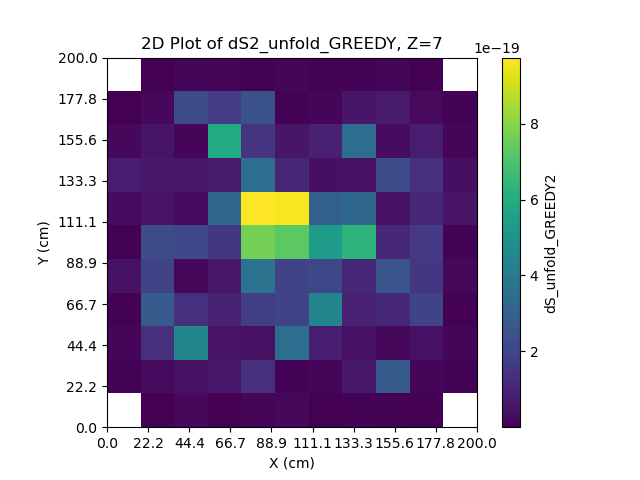 2D Plot of dS2_unfold_GREEDY, Z=7
1e−19
200.0
177.8
155.6
133.3
111.1
88.9
66.7
44.4
22.2
0.0
Y (cm)
0.0 22.2 44.4 66.7 88.9 111.1 133.3 155.6 177.8 200.0
X (cm)
8
6
4
2
dS_unfold_GREEDY2